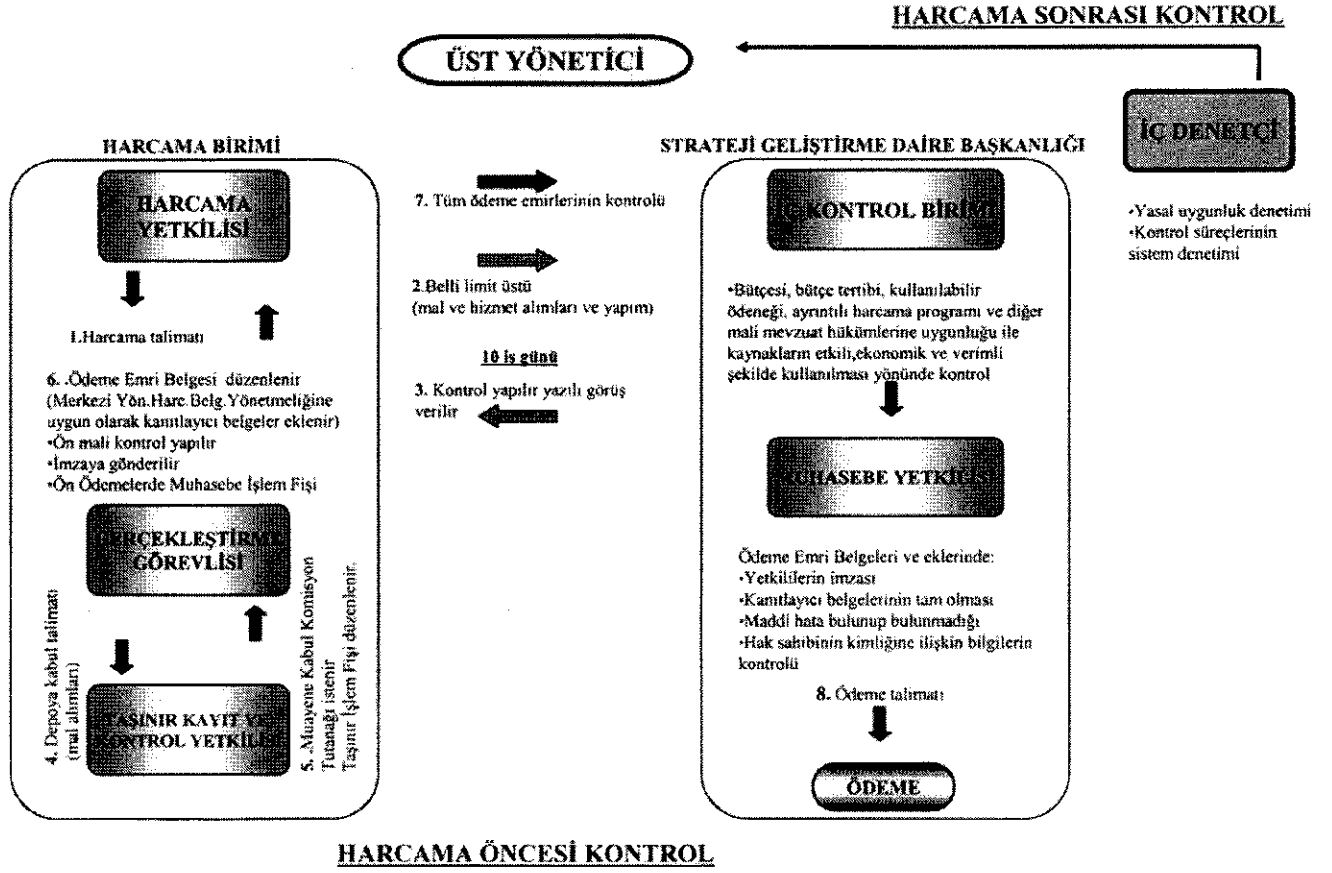 HARCAMA SONRASI KONTROL
ÜST YÖNETİCİ
İÇ DENETÇİ
•Yasal uygunluk denetimi
•Kontrol süreçlerinin
sistem denetimi
HARCAMA BİRİMİ
HARCAMA
YETKİLİSİ
1.Harcama talimatı
6. .Ödeme Emri Belgesi düzenlenir
(Merkezi Yön.Harc.Belg.Yönetmeliğine
uygun olarak kanıtlayıcı belgeler eklenir)
•Ön mali kontrol yapılır
•İmzaya gönderilir
•Ön Ödemelerde Muhasebe İşlem Fişi
GERÇEKLEŞTİRME
GÖREVLİSİ
4. Depoya kabul talimatı
(mal alımları)
5. .Muayene Kabul Komisyon
Tutanağı istenir
Taşınır İşlem Fişi düzenlenir.
TAŞINIR KAYIT VE
KONTROL YETKİLİSİ
7. Tüm ödeme emirlerinin kontrolü
2.Belli limit üstü
(mal ve hizmet alımları ve yapım)
10 iş günü
3. Kontrol yapılır yazılı görüş
verilir
STRATEJİ GELİŞTİRME DAİRE BAŞKANLIĞI
İÇ KONTROL BİRİMİ
•Bütçesi, bütçe tertibi, kullanılabilir
ödeneği, ayrıntılı harcama programı ve diğer
mali mevzuat hükümlerine uygunluğu ile
kaynakların etkili,ekonomik ve verimli
şekilde kullanılması yönünde kontrol
MUHASEBE YETKİLİSİ
Ödeme Emri Belgeleri ve eklerinde:
•Yetkililerin imzası
•Kanıtlayıcı belgelerinin tam olması
•Maddi hata bulunup bulunmadığı
•Hak sahibinin kimliğine ilişkin bilgilerin
kontrolü
8. Ödeme talimatı
ÖDEME
HARCAMA ÖNCESİ KONTROL